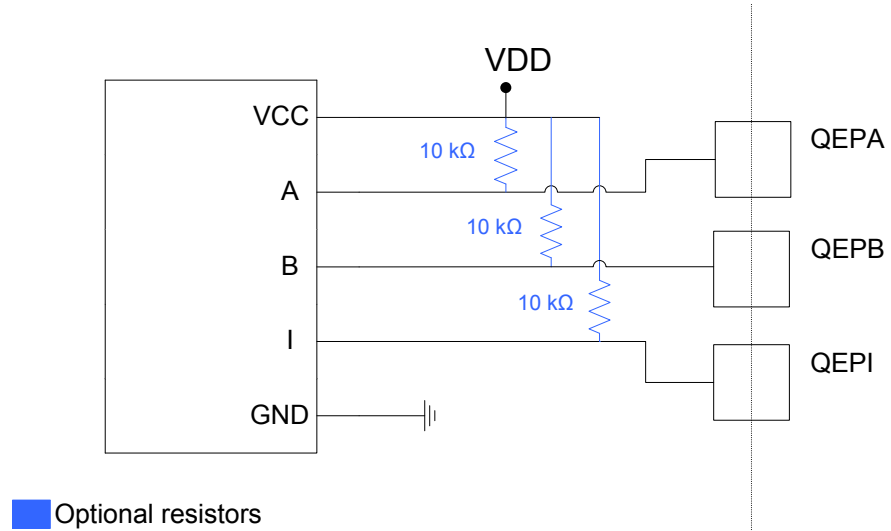 VDD
VCC
10 kΩ
QEPA
A
10 kΩ
QEPB
B
10 kΩ
I
QEPI
GND
Optional resistors